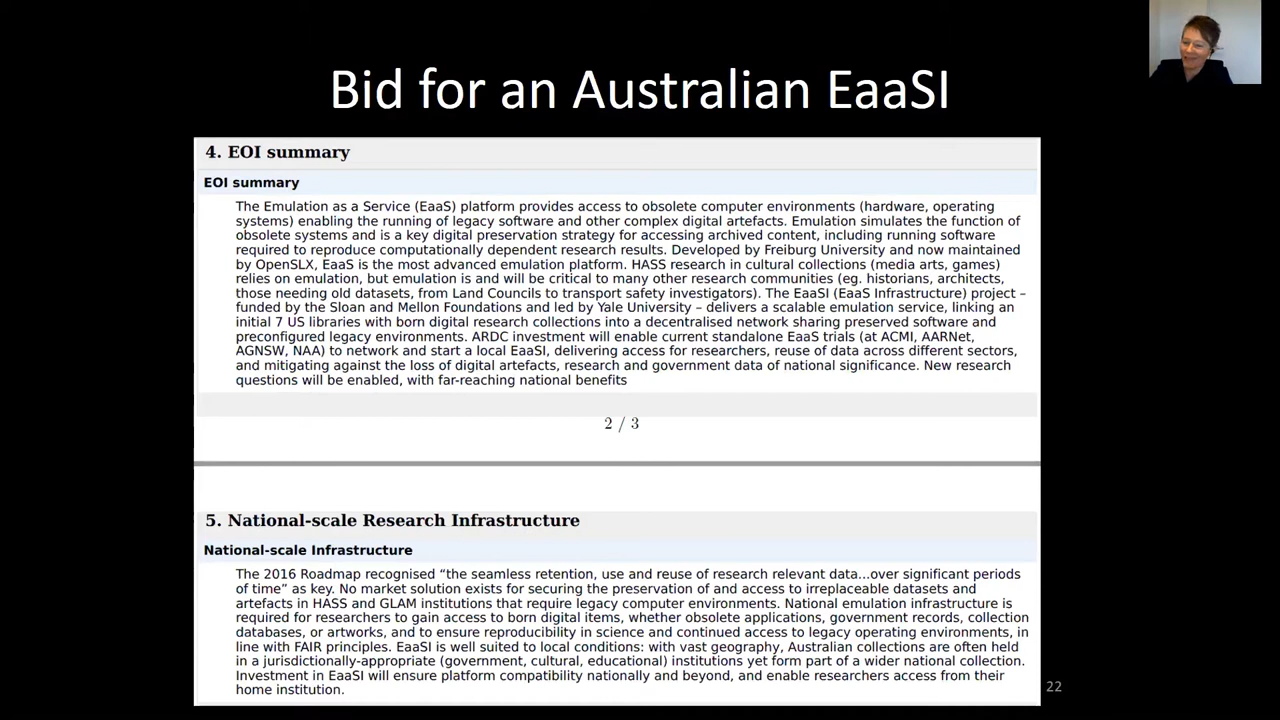 Bid for an Australian EaaSI
4. EOI summary
EOI summary
The Emulation as a Service (EaaS) platform provides access to obsolete computer environments (hardware, operating
systems) enabling the running of legacy software and other complex digital artefacts. Emulation simulates the function of
obsolete systems and is a key digital preservation strategy for accessing archived content, including running software
required to reproduce computationally dependent research results. Developed by Freiburg University and now maintained
by OpenSLX, EaaS is the most advanced emulation platform. HASS research in cultural collections (media arts, games)
relies on emulation, but emulation is and will be critical to many other research communities (eg. historians, architects,
those needing old datasets, from Land Councils to transport safety investigators). The EaaSI (EaaS Infrastructure) project –
funded by the Sloan and Mellon Foundations and led by Yale University – delivers a scalable emulation service, linking an
initial 7 US libraries with born digital research collections into a decentralised network sharing preserved software and
preconfigured legacy environments. ARDC investment will enable current standalone EaaS trials (at ACMI, AARNet,
AGNSW, NAA) to network and start a local EaaSI, delivering access for researchers, reuse of data across different sectors,
and mitigating against the loss of digital artefacts, research and government data of national significance. New research
questions will be enabled, with far-reaching national benefits
2 / 3
5. National-scale Research Infrastructure
National-scale Infrastructure
The 2016 Roadmap recognised “the seamless retention, use and reuse of research relevant data...over significant periods
of time” as key. No market solution exists for securing the preservation of and access to irreplaceable datasets and
artefacts in HASS and GLAM institutions that require legacy computer environments. National emulation infrastructure is
required for researchers to gain access to born digital items, whether obsolete applications, government records, collection
databases, or artworks, and to ensure reproducibility in science and continued access to legacy operating environments, in
line with FAIR principles. EaaSI is well suited to local conditions: with vast geography, Australian collections are often held
in a jurisdictionally-appropriate (government, cultural, educational) institutions yet form part of a wider national collection.
Investment in EaaSI will ensure platform compatibility nationally and beyond, and enable researchers access from their
home institution.
22